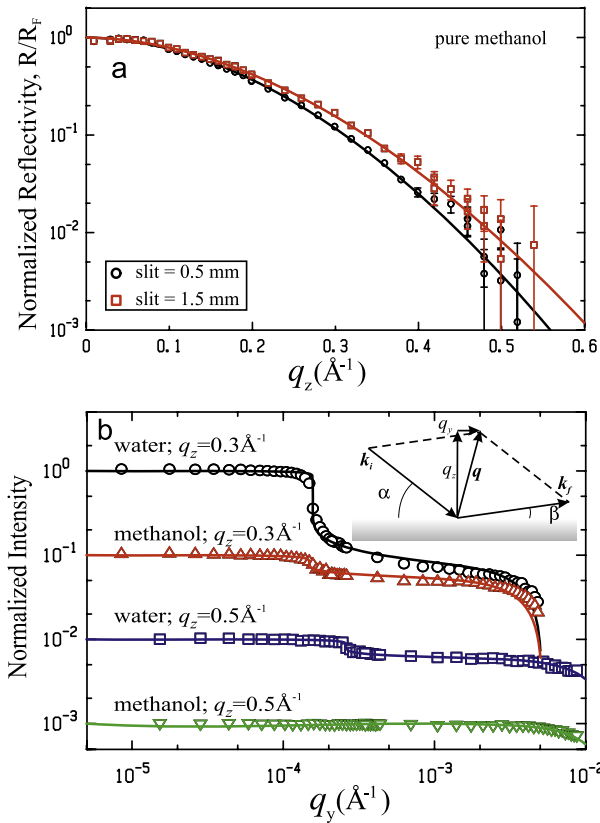 a
pure methanol
Normalized Reflectivity, R/R_F
10^0
10^-1
10^-2
10^-3
slit = 0.5 mm
slit = 1.5 mm
0 0.1 0.2 0.3 0.4 0.5 0.6
q_z(Å^-1)
b
water; q_z=0.3Å^-1
methanol; q_z=0.3Å^-1
water; q_z=0.5Å^-1
methanol; q_z=0.5Å^-1
Normalized Intensity
10^0
10^-1
10^-2
10^-3
q_y
k_i
q_z
q
k_f
α
β
10^-5 10^-4 10^-3 10^-2
q_y(Å^-1)